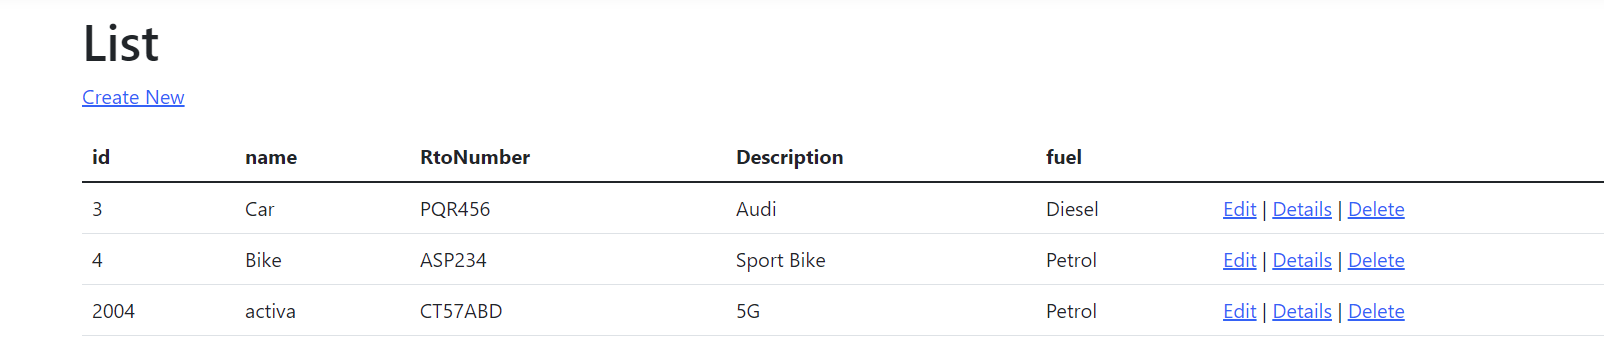 List
Create New
id name RtoNumber Description fuel
3 Car PQR456 Audi Diesel Edit | Details | Delete
4 Bike ASP234 Sport Bike Petrol Edit | Details | Delete
2004 activa CT57ABD 5G Petrol Edit | Details | Delete